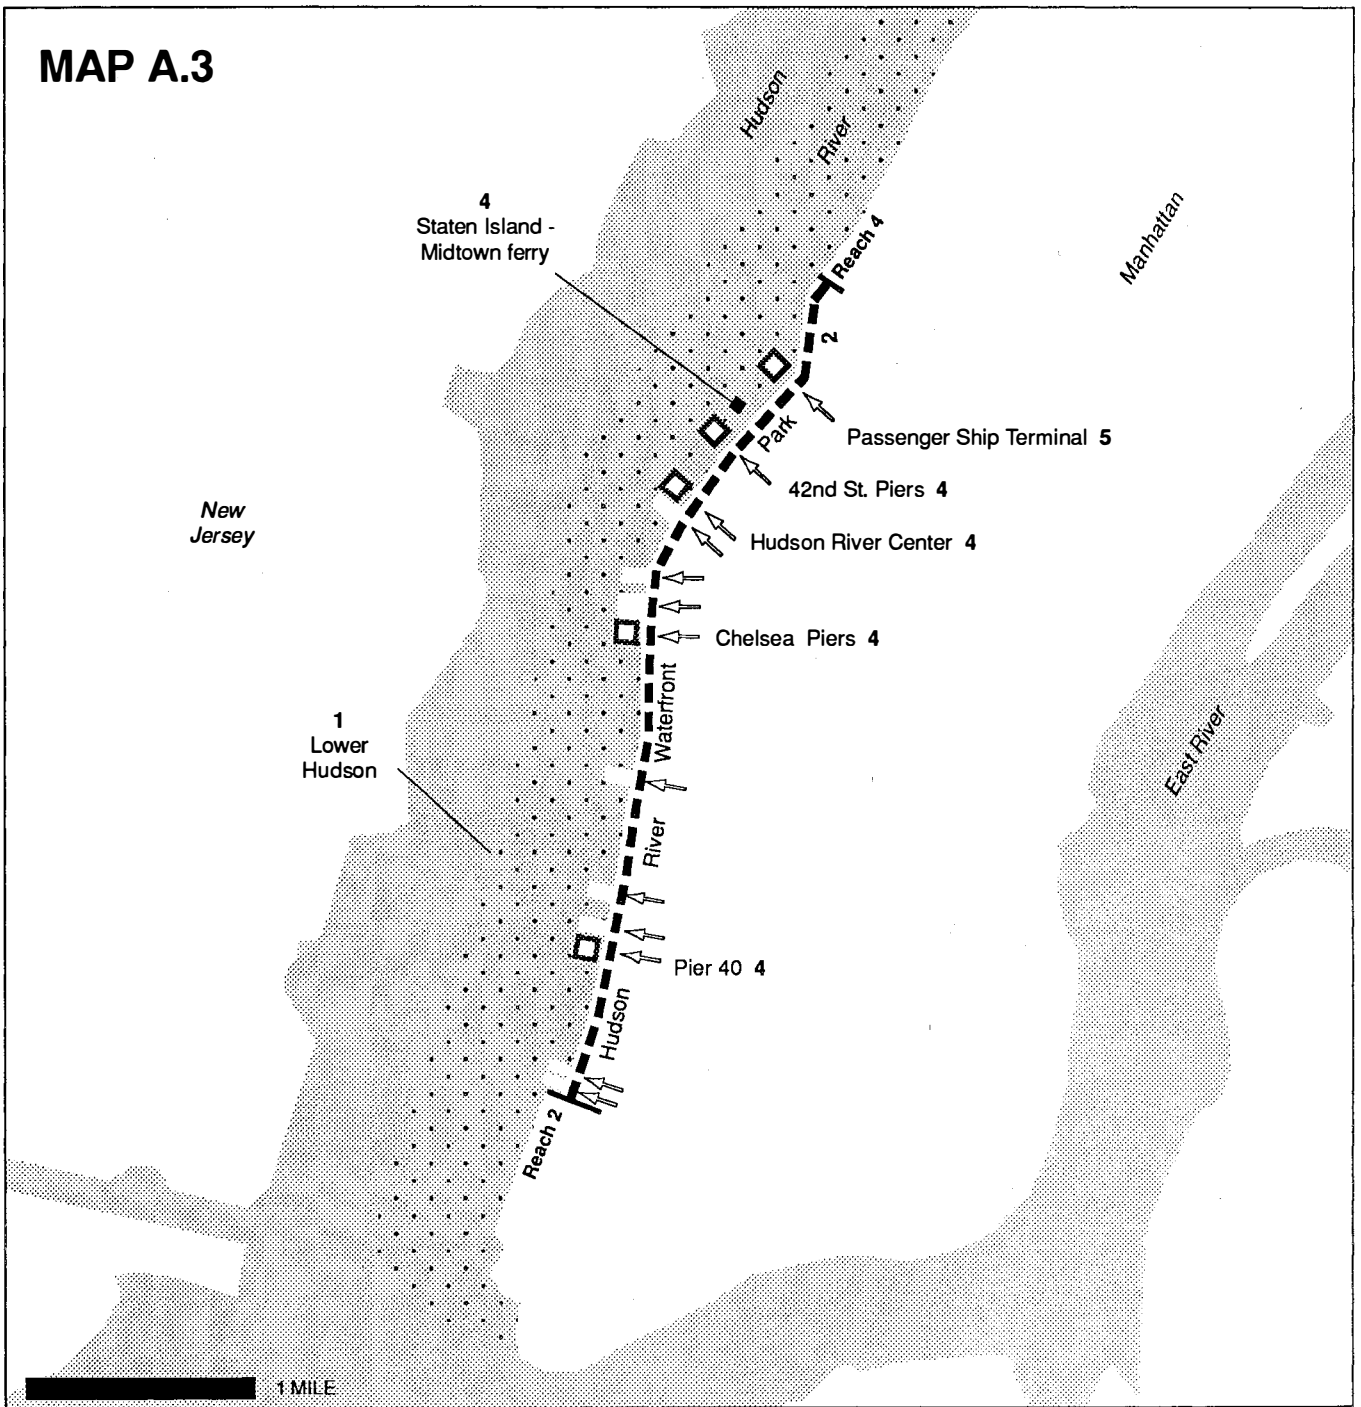 MAP A.3
Hudson
River
4
Staten Island -
Midtown ferry
Manhattan
Reach 4
2
Park
Passenger Ship Terminal 5
42nd St. Piers 4
New
Jersey
Hudson River Center 4
Chelsea Piers 4
Waterfront
1
Lower
Hudson
East River
River
Pier 40 4
Hudson
Reach 2
1 MILE